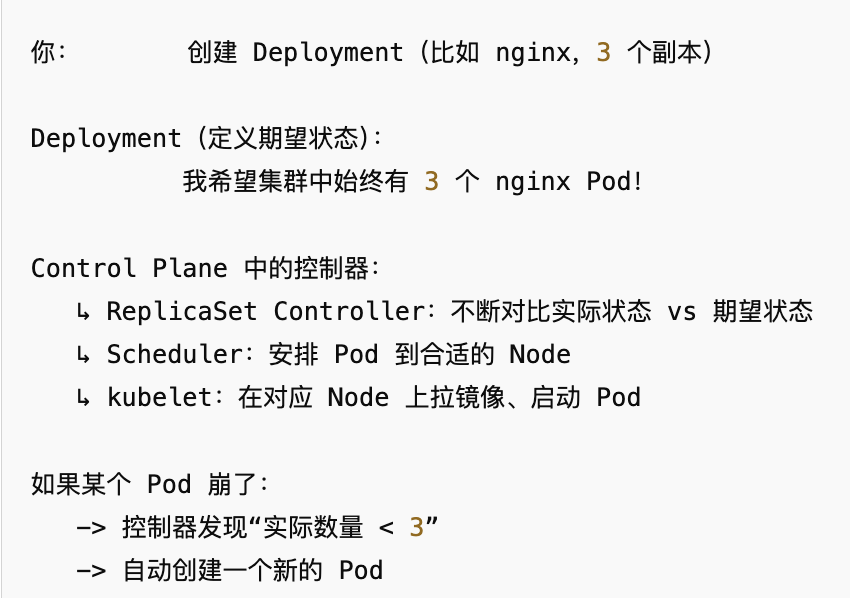 你：        创建 Deployment（比如 nginx，3 个副本）
Deployment（定义期望状态）：
我希望集群中始终有 3 个 nginx Pod！
Control Plane 中的控制器：
↳ ReplicaSet Controller：不断对比实际状态 vs 期望状态
↳ Scheduler：安排 Pod 到合适的 Node
↳ kubelet：在对应 Node 上拉镜像、启动 Pod
如果某个 Pod 崩了：
—> 控制器发现“实际数量 < 3”
—> 自动创建一个新的 Pod